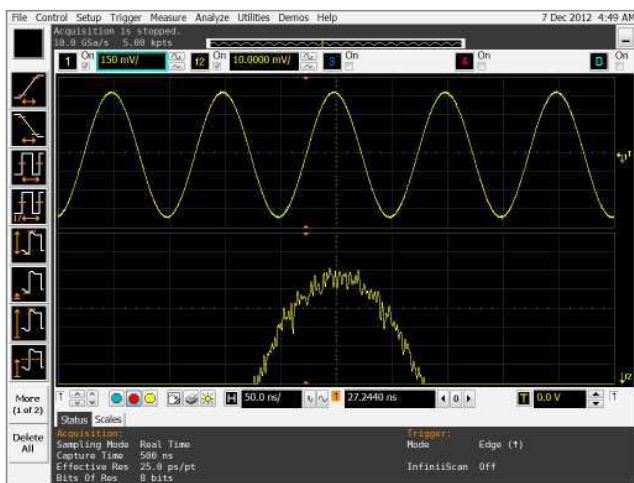 File Control Setup Trigger Measure Analyze Utilities Demos Help 7 Dec 2012 4:49 AM
Acquisition is stopped.
10.0 GSa/s 5.00 kpts
1 On 150 mV/ f2 On 10.0000 mV/ 3 On 4 On D On
T
f2
More
(1 of 2)
Delete
All
T H 50.0 ns/ T 27.2440 ns 0 T 0.0 V T
Status Scales
Acquisition: Trigger:
Sampling Mode Real Time Mode Edge (↑)
Capture Time 500 ns
Effective Res 25.0 ps/pt InfiniiScan Off
Bits Of Res 8 bits